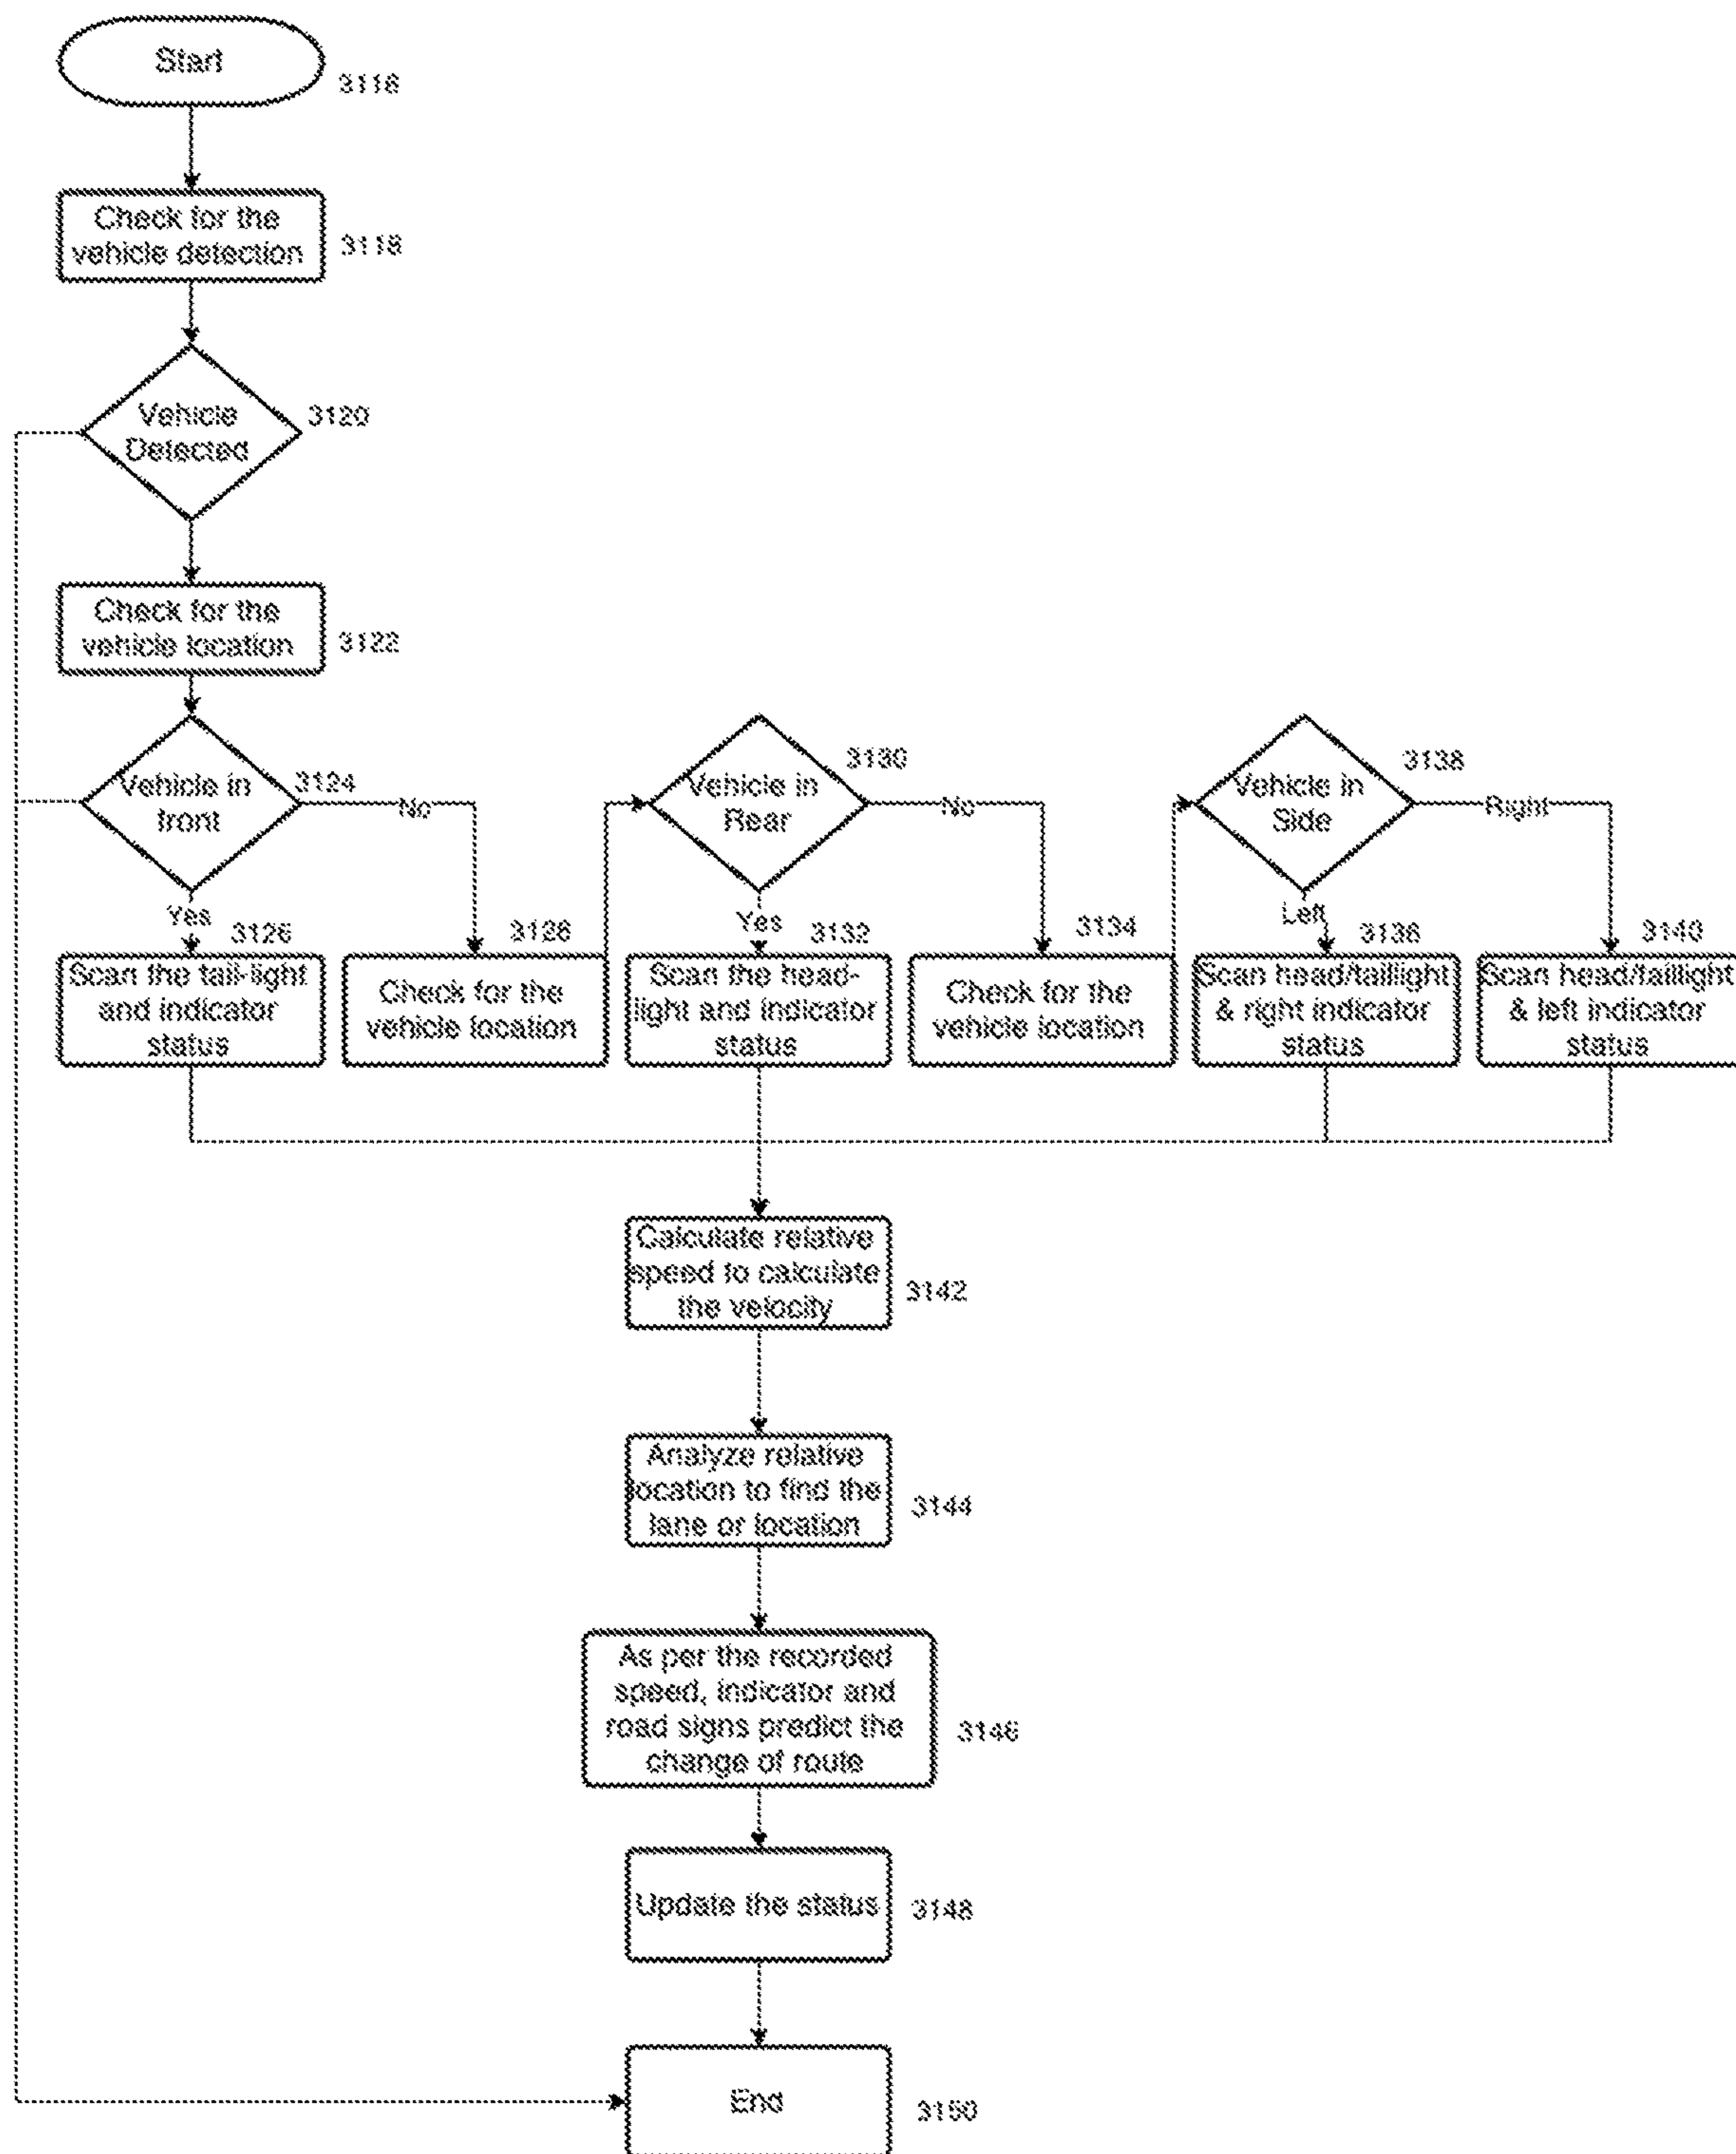 Start
3116
Check for the
vehicle detection
3118
Vehicle
Detected
3120
Check for the
vehicle location
3122
Vehicle in
front
3124
No
Yes
Vehicle in
Rear
3130
No
Yes
Vehicle in
Side
3138
Right
Left
3126
Scan the tail-light
and indicator
status
3128
Check for the
vehicle location
3132
Scan the head-
light and indicator
status
3134
Check for the
vehicle location
3136
Scan head/taillight
& right indicator
status
3140
Scan head/taillight
& left indicator
status
Calculate relative
speed to calculate
the velocity
3142
Analyze relative
location to find the
lane or location
3144
As per the recorded
speed, indicator and
road signs predict the
change of route
3146
Update the status
3148
End
3150